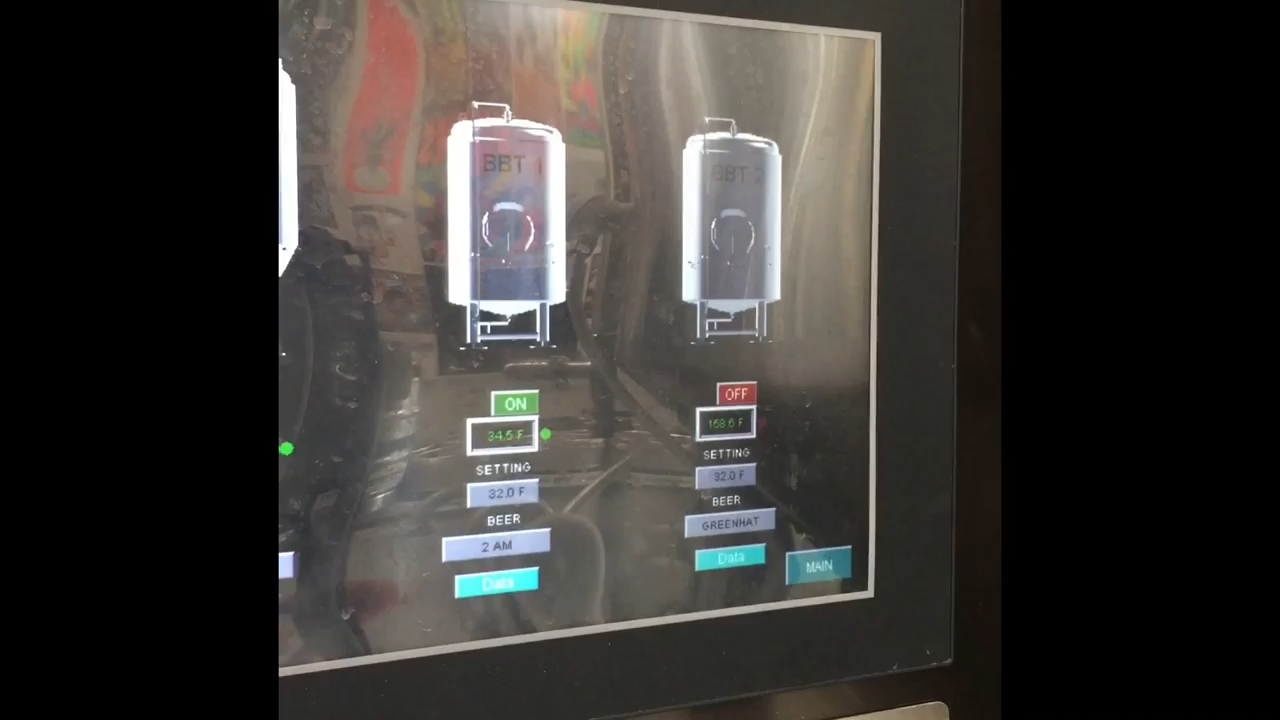 BBT 1
ON
34.5 F
SETTING
32.0 F
BEER
2 AM
Data
BBT 2
OFF
168.6 F
SETTING
32.0 F
BEER
GREENHAT
Data
MAIN